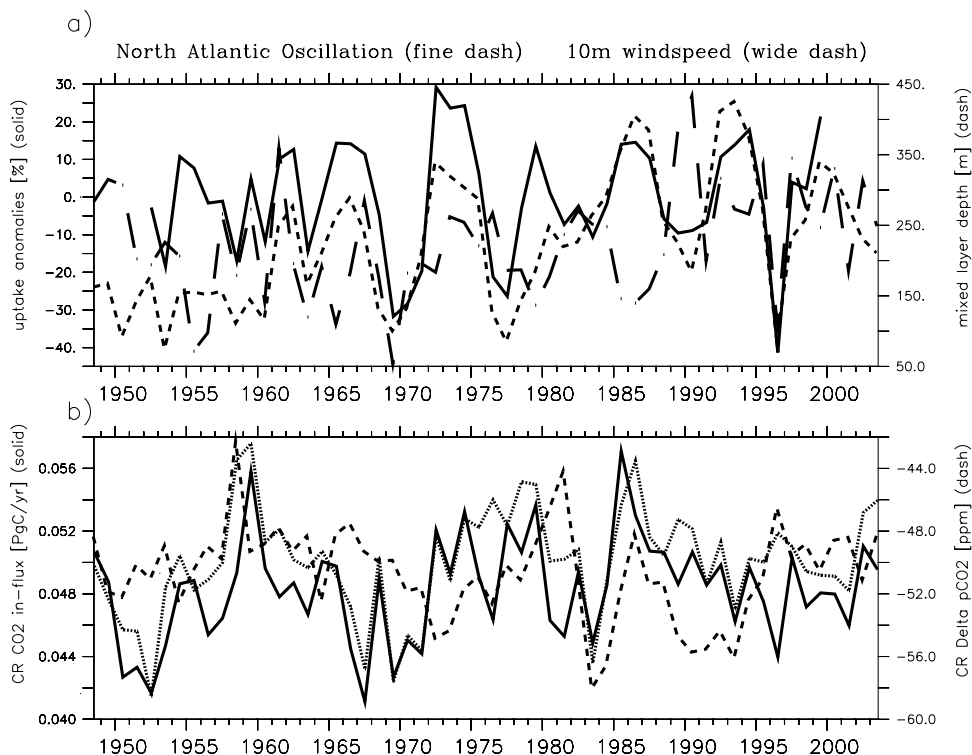 a)
North Atlantic Oscillation (fine dash) 10m windspeed (wide dash)
30.
20.
10.
0.
-10.
-20.
-30.
-40.
uptake anomalies [%] (solid)
450.
350.
250.
150.
50.0
mixed layer depth [m] (dash)
1950 1955 1960 1965 1970 1975 1980 1985 1990 1995 2000
b)
0.056
0.052
0.048
0.044
0.040
CR CO2 in-flux [PgC/yr] (solid)
-44.0
-48.0
-52.0
-56.0
-60.0
CR Delta pCO2 [ppm] (dash)
1950 1955 1960 1965 1970 1975 1980 1985 1990 1995 2000